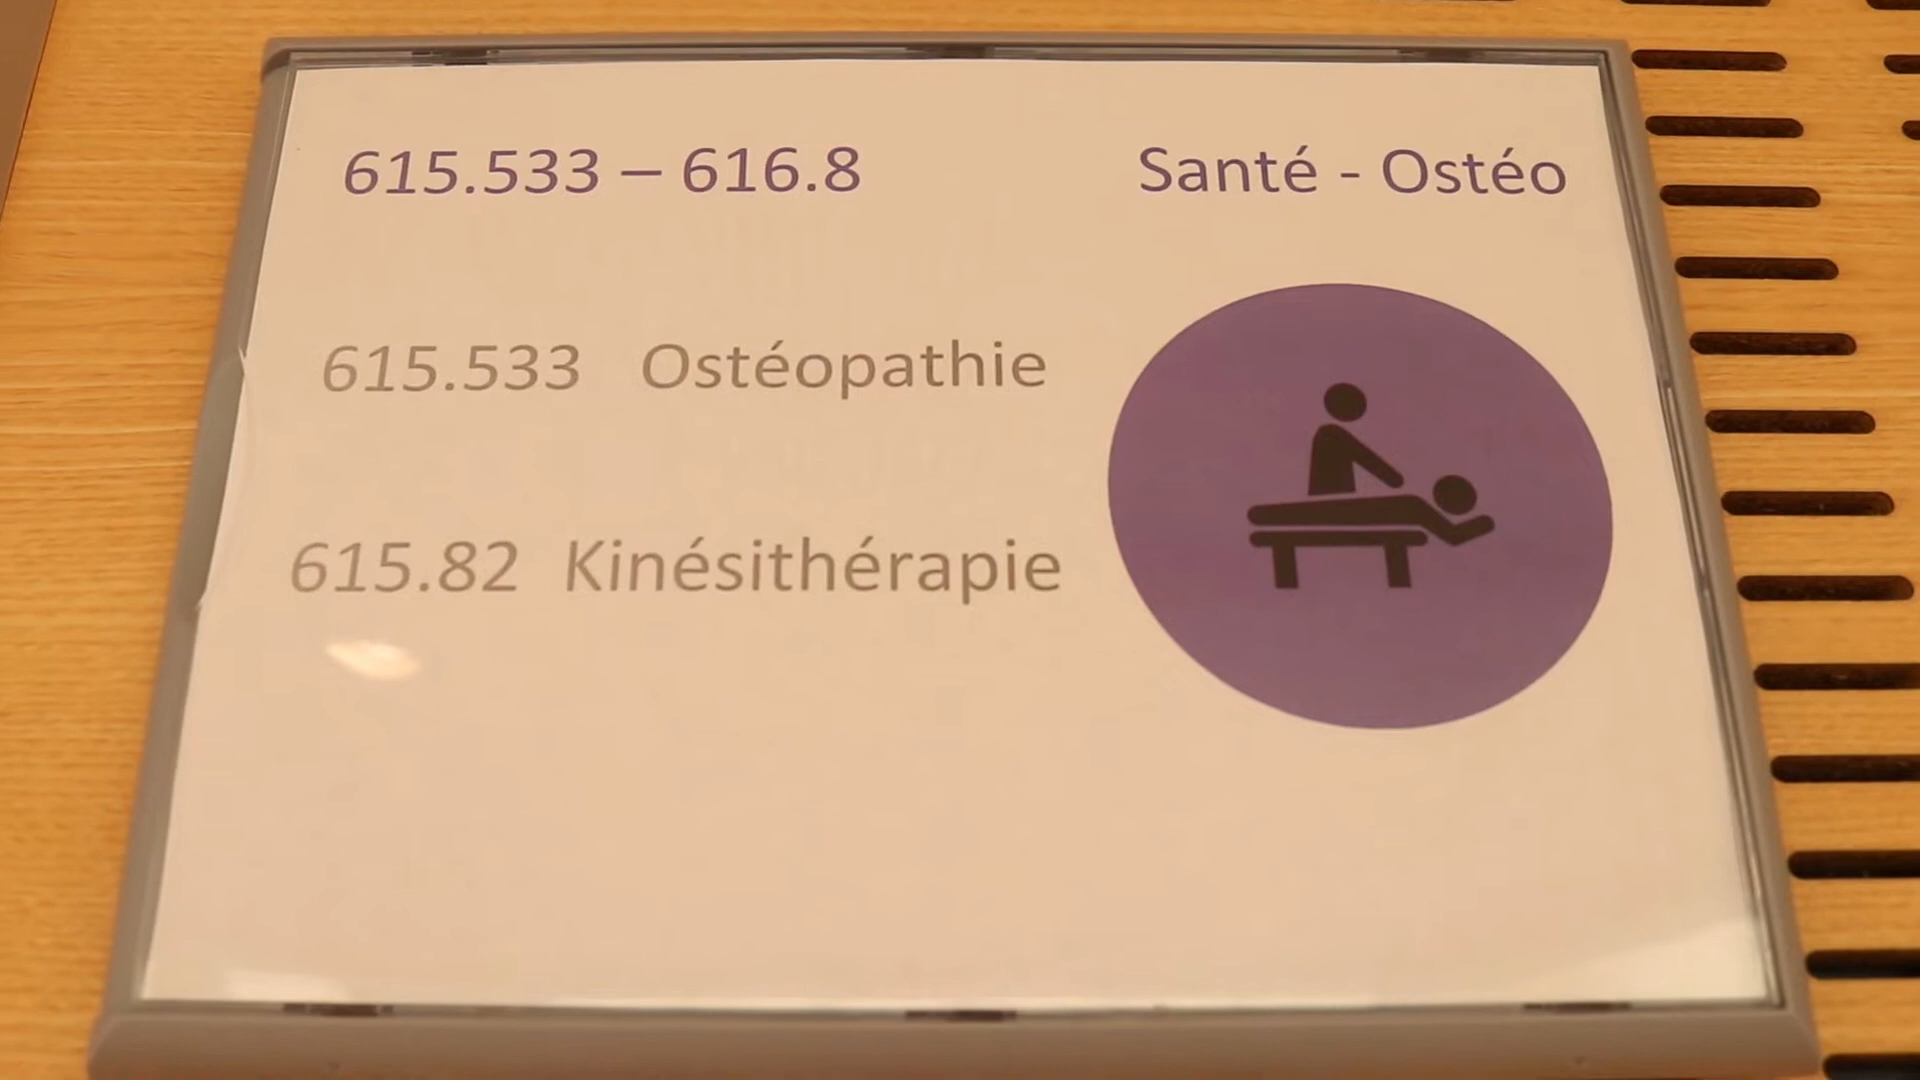 615.533 – 616.8 Santé - Ostéo
615.533 Ostéopathie
615.82 Kinésithérapie